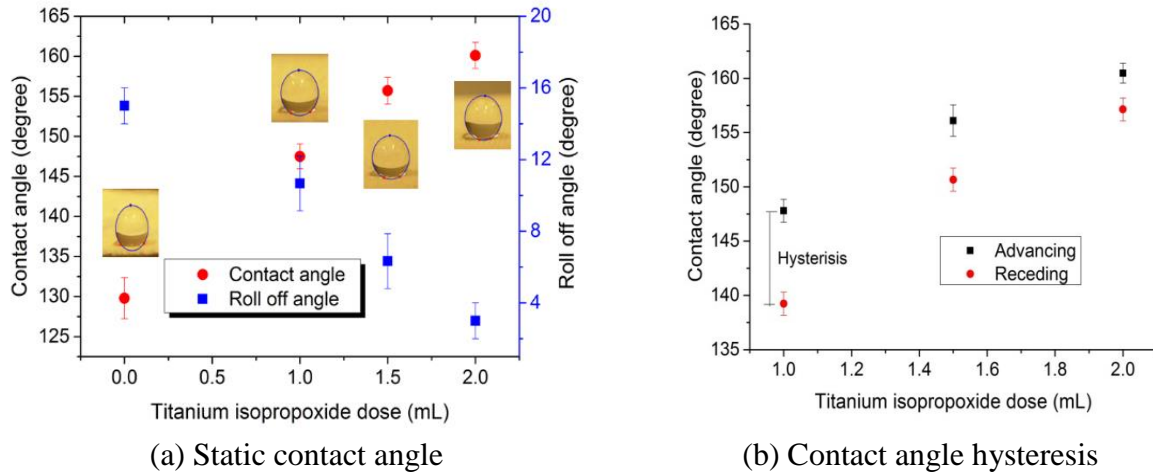 165
160
155
150
145
140
135
130
125
Contact angle (degree)
20
16
12
8
4
Roll off angle (degree)
Contact angle
Roll off angle
0.0 0.5 1.0 1.5 2.0
Titanium isopropoxide dose (mL)
(a) Static contact angle
165
160
155
150
145
140
135
Contact angle (degree)
Hysterisis
Advancing
Receding
1.0 1.2 1.4 1.6 1.8 2.0
Titanium isopropoxide dose (mL)
(b) Contact angle hysteresis